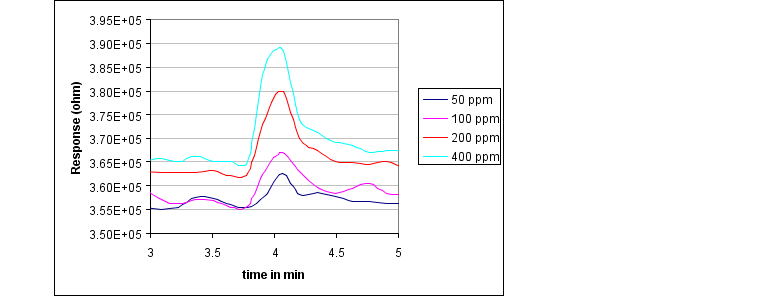 3.95E+05
3.90E+05
3.85E+05
3.80E+05
3.75E+05
3.70E+05
3.65E+05
3.60E+05
3.55E+05
3.50E+05
Response (ohm)
3 3.5 4 4.5 5
time in min
50 ppm
100 ppm
200 ppm
400 ppm